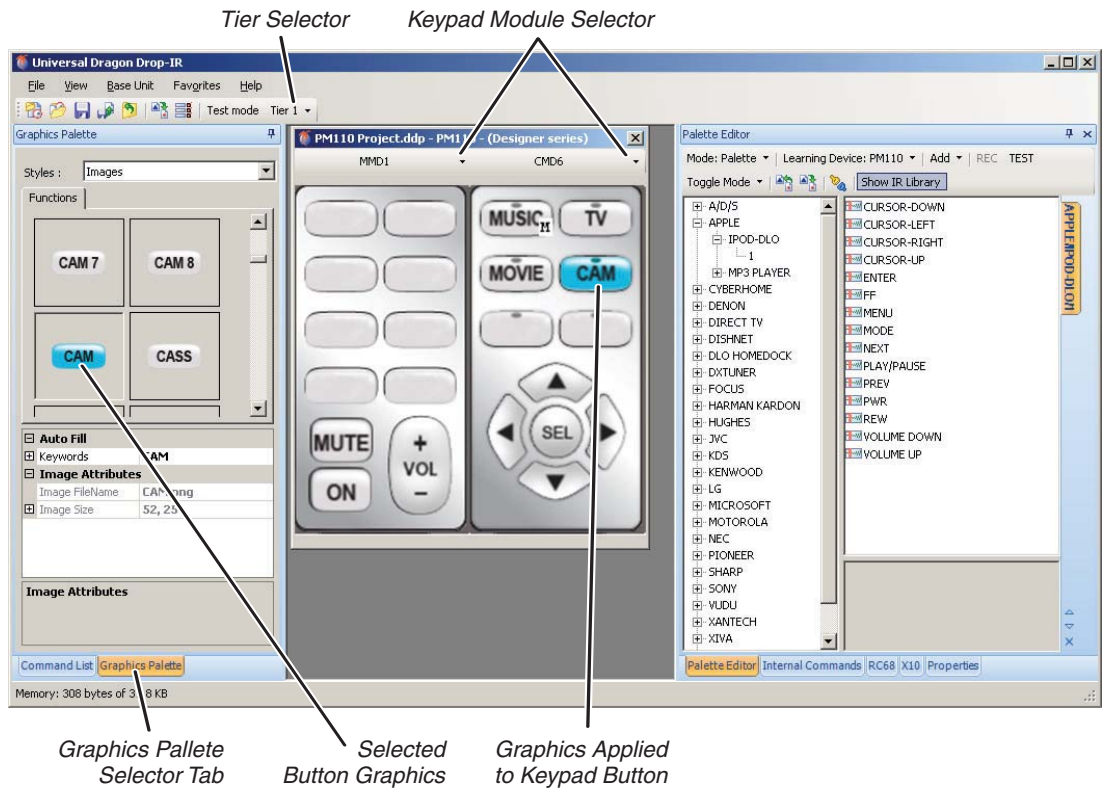 Tier Selector
Keypad Module Selector
Universal Dragon Drop-IR
File View Base Unit Favorites Help
Test mode Tier 1
Graphics Palette
Styles : Images
Functions
CAM 7
CAM 8
CAM
CASS
Auto Fill
Keywords CAM
Image Attributes
Image FileName
Image Size 52, 25
Image Attributes
Command List Graphics Palette
Memory: 308 bytes of
PM110 Project.ddp - (Designer series)
MMD1
CMD6
MUSIC M
TV
MOVIE
CAM
MUTE
ON
+
VOL
−
SEL
Palette Editor
Mode: Palette Learning Device: PM110 Add REC TEST
Toggle Mode Show IR Library
A/D/S
APPLE
IPOD-DLO
1
MP3 PLAYER
CYBERHOME
DENON
DIRECT TV
DISHNET
DLO HOMEDOCK
DXTUNER
FOCUS
HARMAN KARDON
HUGHES
JVC
KDS
KENWOOD
LG
MICROSOFT
MOTOROLA
NEC
PIONEER
SHARP
SONY
VUDU
XANTECH
XIVA
CURSOR-DOWN
CURSOR-LEFT
CURSOR-RIGHT
CURSOR-UP
ENTER
FF
MENU
MODE
NEXT
PLAY/PAUSE
PREV
PWR
REW
VOLUME DOWN
VOLUME UP
APPLE/IPOD-DLO/1
Palette Editor Internal Commands RC68 X10 Properties
Graphics Pallete
Selector Tab
Selected
Button Graphics
Graphics Applied
to Keypad Button